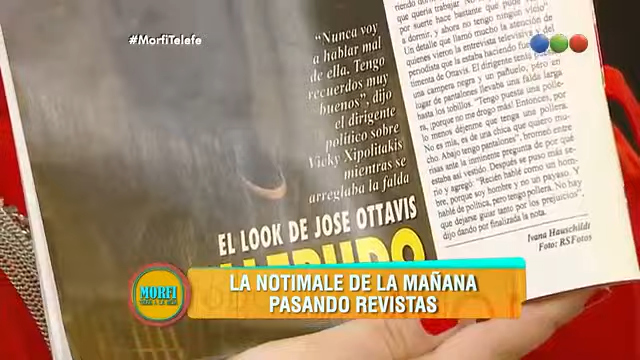 #MorfiTelefe
"Nunca voy
a hablar mal
de ella. Tengo
recuerdos muy
buenos", dijo
el dirigente
político sobre
Vicky Xipolitakis
mientras se
arreglaba la falda
EL LOOK DE JOSE OTTAVIS
que quería trabajar. No
por suerte hace bastante que pude
a dormir, y ahora no tengo ningún vicio"
Un detalle que llamó mucho la atención de
quienes vieron la entrevista televisiva y del
periodista que la estaba haciendo fue
timenta de Ottavis. El dirigente tenía puesta
una campera negra y un pañuelo, pero en
lugar de pantalones llevaba una falda larga
hasta los tobillos. "Tengo puesta una polle-
ra, ¡porque no me drogo más! Entonces, por
lo menos déjenme que tenga una pollera.
No es mía, es de una chica que quiero mu-
cho. Abajo tengo pantalones", bromeó entre
risas ante la inminente pregunta de por qué
estaba así vestido. Después se puso más se-
rio y agregó: "Recién hablé como un hom-
bre, porque soy hombre y no un payaso. Y
hablé de política, pero tengo pollera. No hay
que dejarse guiar tanto por los prejuicios",
dijo dando por finalizada la nota.
Ivana Hauschildt
Foto: RSFotos
MORFI
LA NOTIMALE DE LA MAÑANA
PASANDO REVISTAS